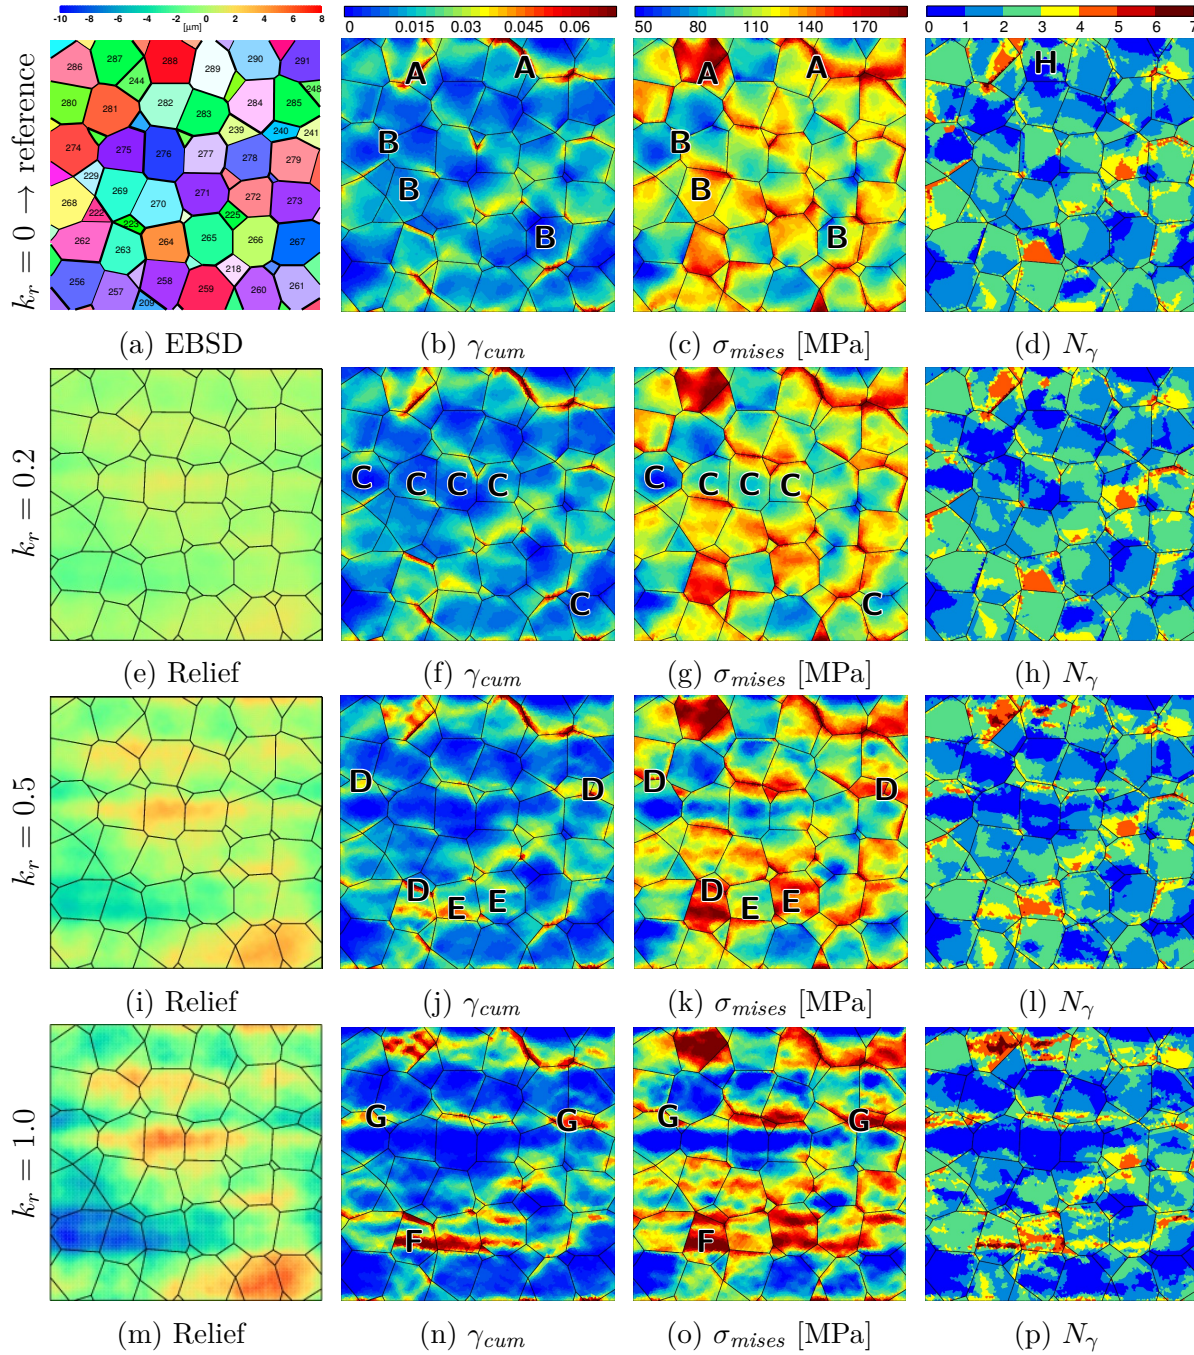 -10 -8 -6 -4 -2 0 2 4 6 8
[µm]
0 0.015 0.03 0.045 0.06
50 80 110 140 170
0 1 2 3 4 5 6 7
k_r = 0 → reference
286 287 288 289 290 291
244 248
280 281 282 283 284 285
239 240 241
274 275 276 277 278 279
229
268 269 270 271 272 273
222 223 225
262 263 264 265 266 267
218
256 257 258 259 260 261
209
A A
B
B
B
A A
B
B
B
H
(a) EBSD
(b) γ_cum
(c) σ_mises [MPa]
(d) N_γ
k_r = 0.2
C C C C
C
C C C C
C
(e) Relief
(f) γ_cum
(g) σ_mises [MPa]
(h) N_γ
k_r = 0.5
D D
D E E
D D
D E E
(i) Relief
(j) γ_cum
(k) σ_mises [MPa]
(l) N_γ
k_r = 1.0
G G
F
G G
F
(m) Relief
(n) γ_cum
(o) σ_mises [MPa]
(p) N_γ